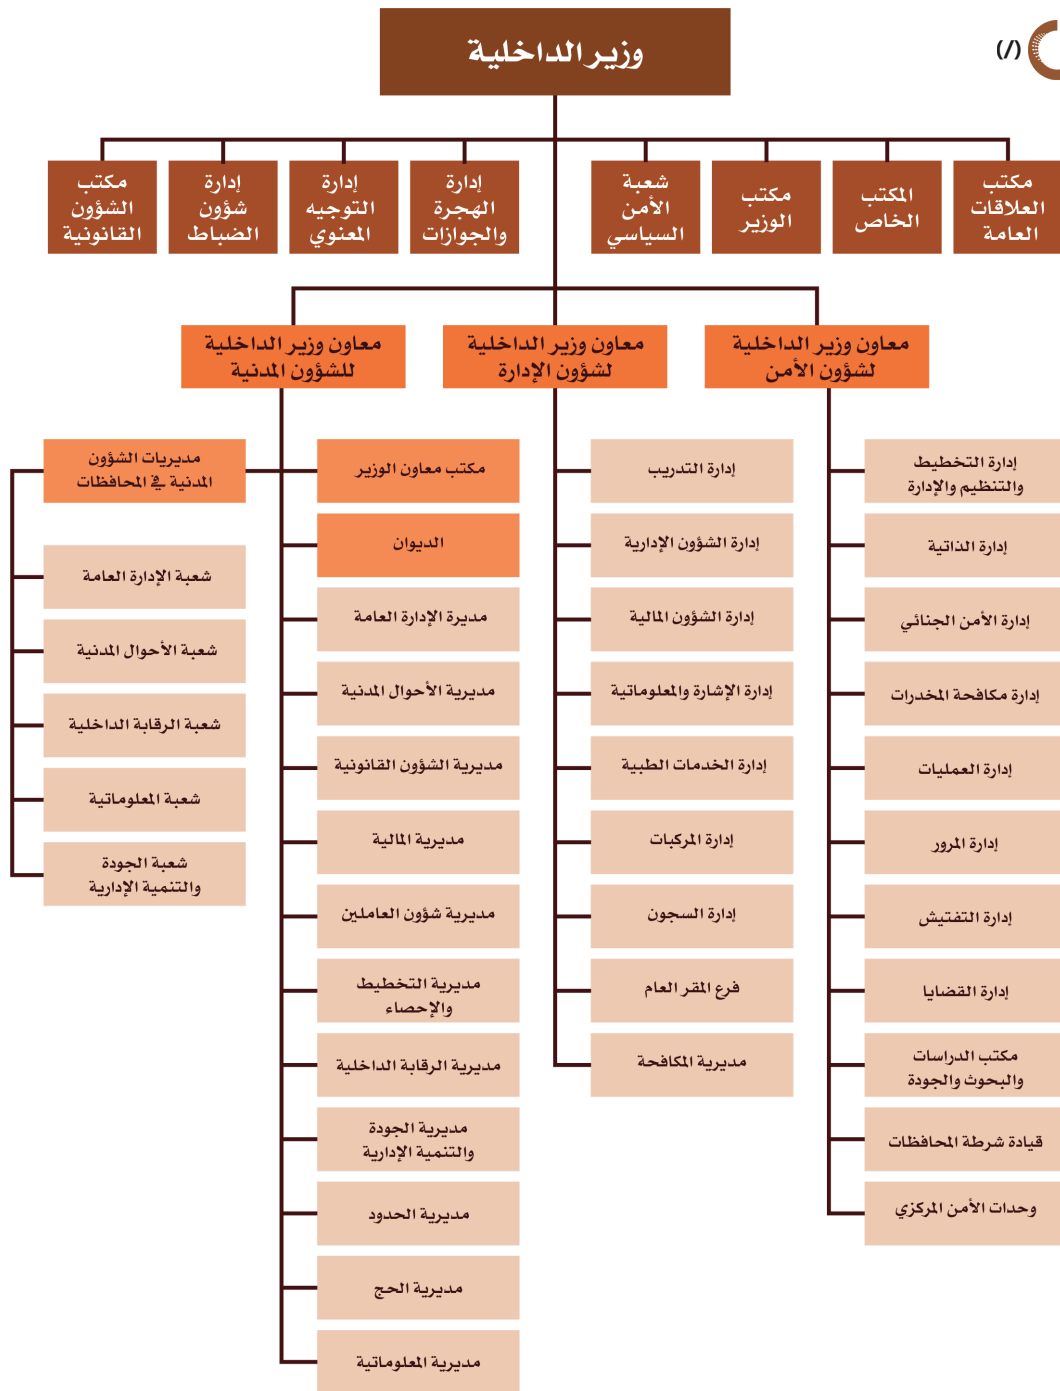 (/)
وزير الداخلية
مكتب
العلاقات
العامة
المكتب
الخاص
مكتب
الوزير
شعبة
الأمن
السياسي
إدارة
الهجرة
والجوازات
إدارة
التوجيه
المعنوي
إدارة
شؤون
الضباط
مكتب
الشؤون
القانونية
معاون وزير الداخلية
لشؤون الأمن
معاون وزير الداخلية
لشؤون الإدارة
معاون وزير الداخلية
للشؤون المدنية
إدارة التخطيط
والتنظيم والإدارة
إدارة الذاتية
إدارة الأمن الجنائي
إدارة مكافحة المخدرات
إدارة العمليات
إدارة المرور
إدارة التفتيش
إدارة القضايا
مكتب الدراسات
والبحوث والجودة
قيادة شرطة المحافظات
وحدات الأمن المركزي
إدارة التدريب
إدارة الشؤون الإدارية
إدارة الشؤون المالية
إدارة الإشارة والمعلوماتية
إدارة الخدمات الطبية
إدارة المركبات
إدارة السجون
فرع المقر العام
مديرية المكافحة
مكتب معاون الوزير
الديوان
مديرة الإدارة العامة
مديرية الأحوال المدنية
مديرية الشؤون القانونية
مديرية المالية
مديرية شؤون العاملين
مديرية التخطيط
والإحصاء
مديرية الرقابة الداخلية
مديرية الجودة
والتنمية الإدارية
مديرية الحدود
مديرية الحج
مديرية المعلوماتية
مديريات الشؤون
المدنية في المحافظات
شعبة الإدارة العامة
شعبة الأحوال المدنية
شعبة الرقابة الداخلية
شعبة المعلوماتية
شعبة الجودة
والتنمية الإدارية